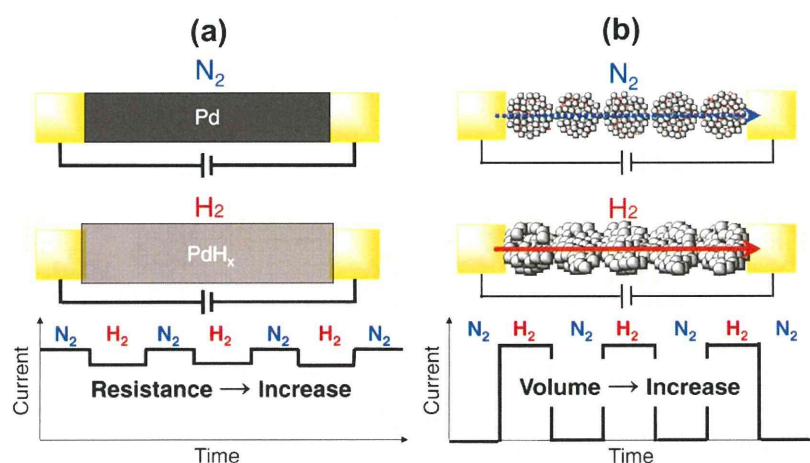 (a)
N₂
Pd
H₂
PdHₓ
N₂ H₂ N₂ H₂ N₂ H₂ N₂
Resistance → Increase
Current
Time
(b)
N₂
H₂
N₂ H₂ N₂ H₂ N₂ H₂ N₂
Volume → Increase
Current
Time